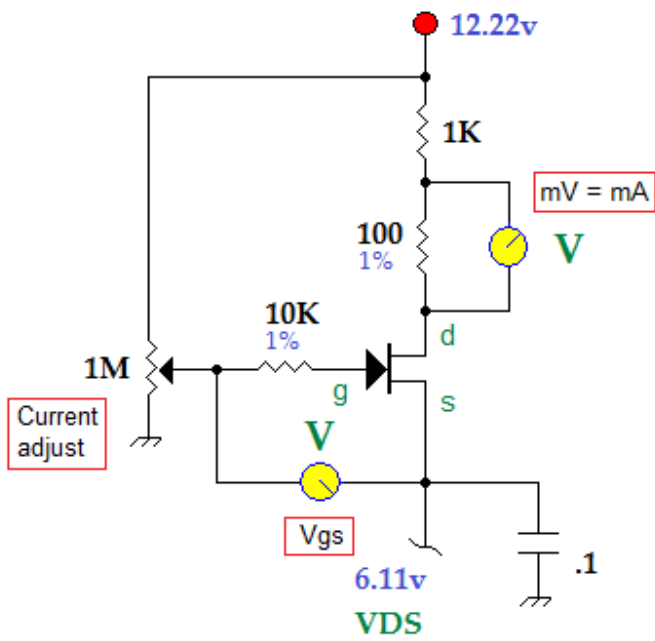 12.22v
1K
mV = mA
100
1%
V
10K
1%
d
1M
g
s
Current
adjust
V
Vgs
6.11v
.1
VDS